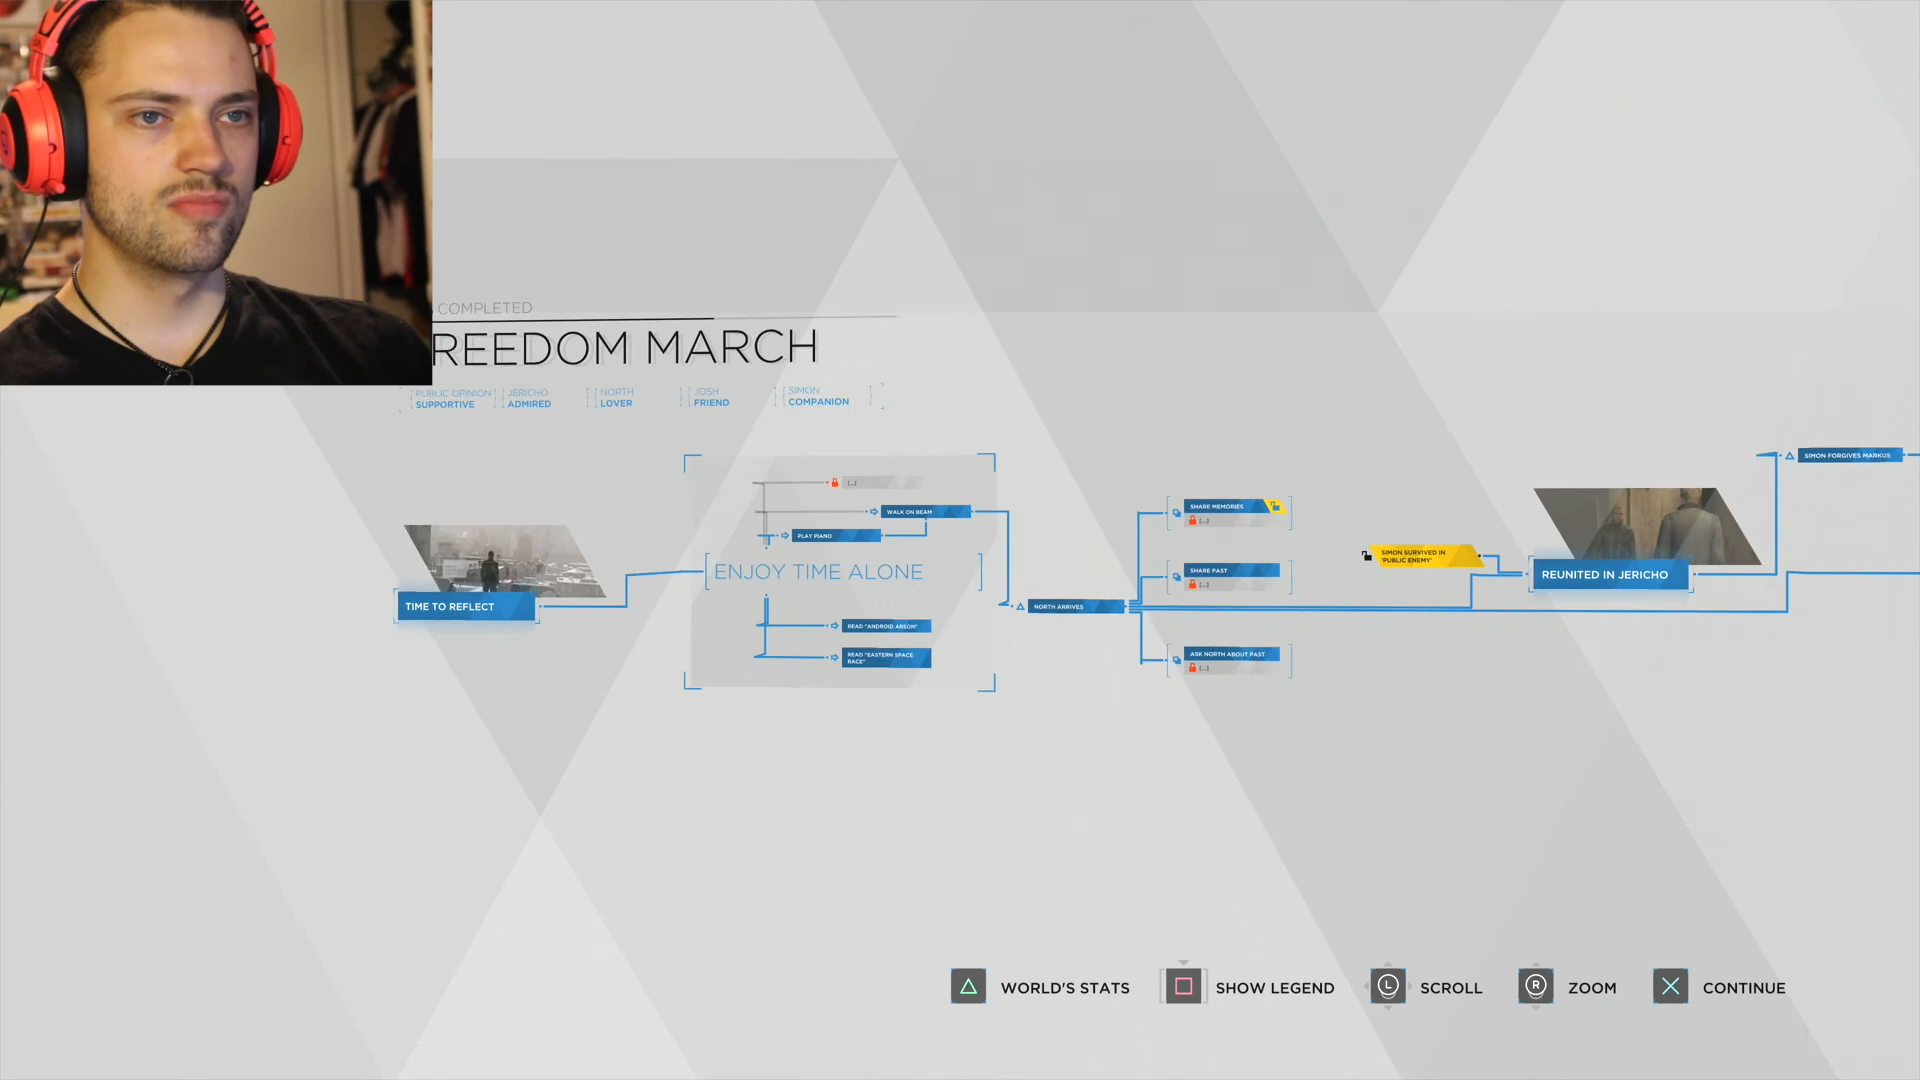 COMPLETED
REEDOM MARCH
PUBLIC OPINION
SUPPORTIVE
JERICHO
ADMIRED
NORTH
LOVER
JOSH
FRIEND
SIMON
COMPANION
SIMON FORGIVES MARKUS
[...]
WALK ON BEAM
PLAY PIANO
ENJOY TIME ALONE
TIME TO REFLECT
READ "ANDROID ARSON"
READ "EASTERN SPACE
RACE"
NORTH ARRIVES
SHARE MEMORIES
[...]
SHARE PAST
[...]
ASK NORTH ABOUT PAST
[...]
SIMON SURVIVED IN
"PUBLIC ENEMY"
REUNITED IN JERICHO
WORLD'S STATS
SHOW LEGEND
L
SCROLL
R
ZOOM
CONTINUE